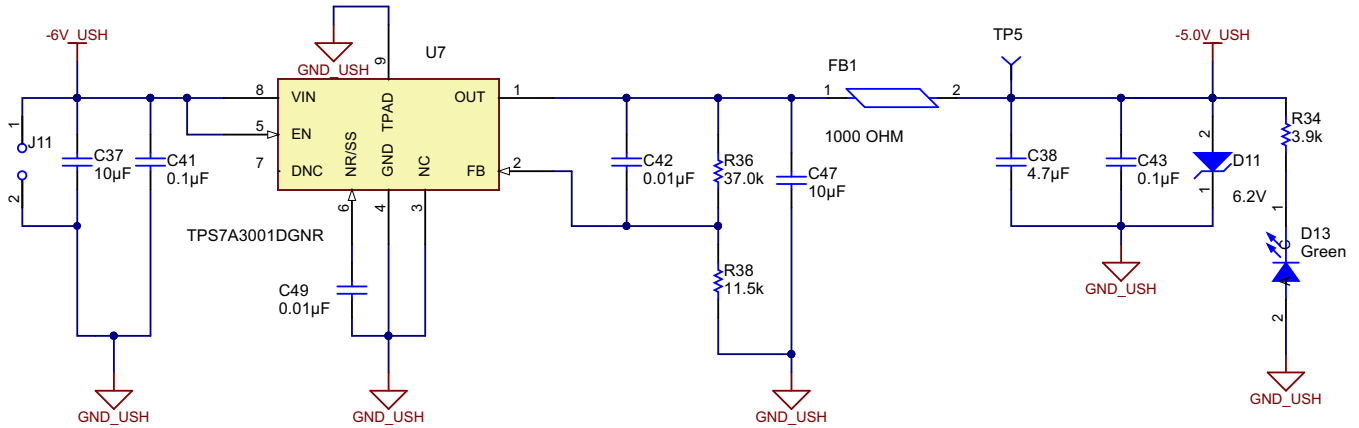 -6V_USH
GND_USH
9
U7
TP5
-5.0V_USH
FB1
8
VIN
TPAD
OUT
1
1
2
1000 OHM
J11
1
2
C37
10µF
C41
0.1µF
5
EN
7
DNC
NR/SS
GND
NC
FB
2
6
4
3
TPS7A3001DGNR
C49
0.01µF
C42
0.01µF
R36
37.0k
C47
10µF
R38
11.5k
C38
4.7µF
C43
0.1µF
2
D11
1
6.2V
R34
3.9k
1
C
D13
Green
A
2
GND_USH
GND_USH
GND_USH
GND_USH
GND_USH